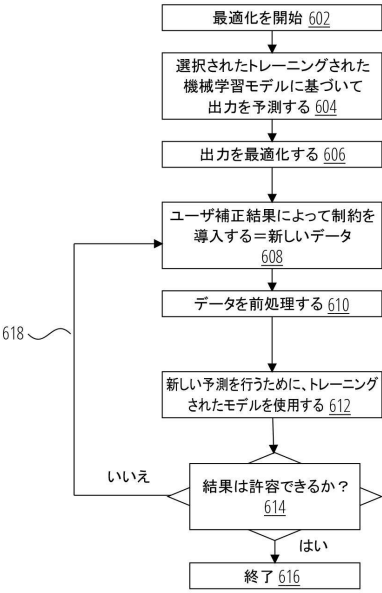 最適化を開始 602
選択されたトレーニングされた
機械学習モデルに基づいて
出力を予測する 604
出力を最適化する 606
ユーザ補正結果によって制約を
導入する＝新しいデータ
608
データを前処理する 610
618
新しい予測を行うために、トレーニング
されたモデルを使用する 612
いいえ
結果は許容できるか？
614
はい
終了 616